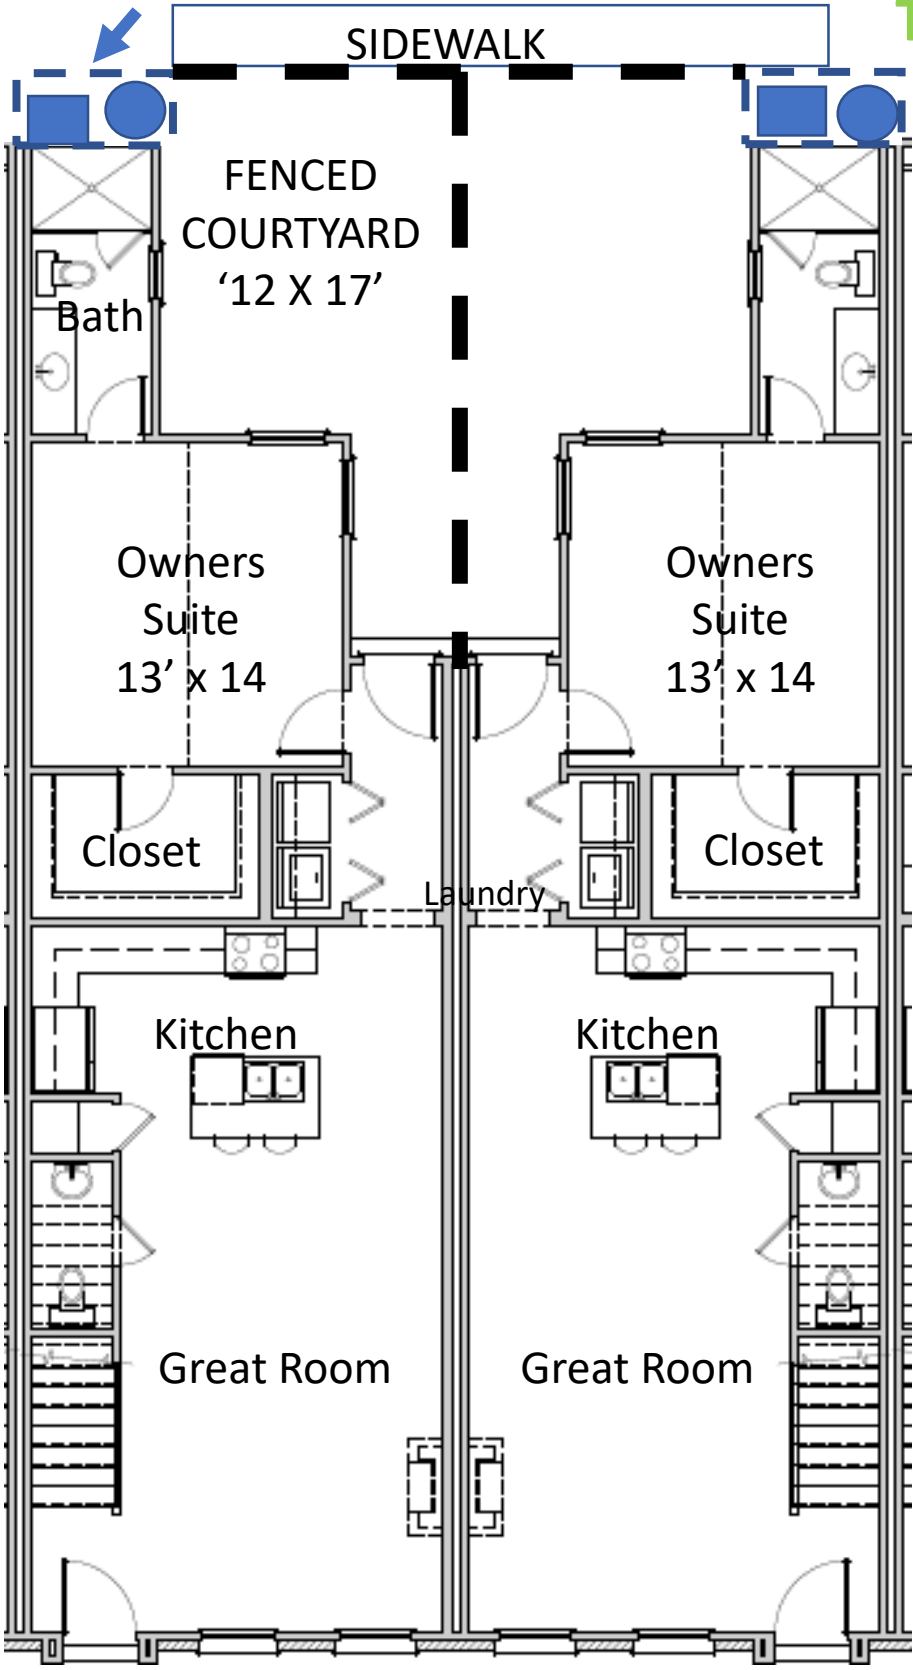 SIDEWALK
FENCED
COURTYARD
‘12 X 17’
Bath
Owners
Suite
13’ x 14
Owners
Suite
13’ x 14
Closet
Closet
Laundry
Kitchen
Kitchen
Great Room
Great Room